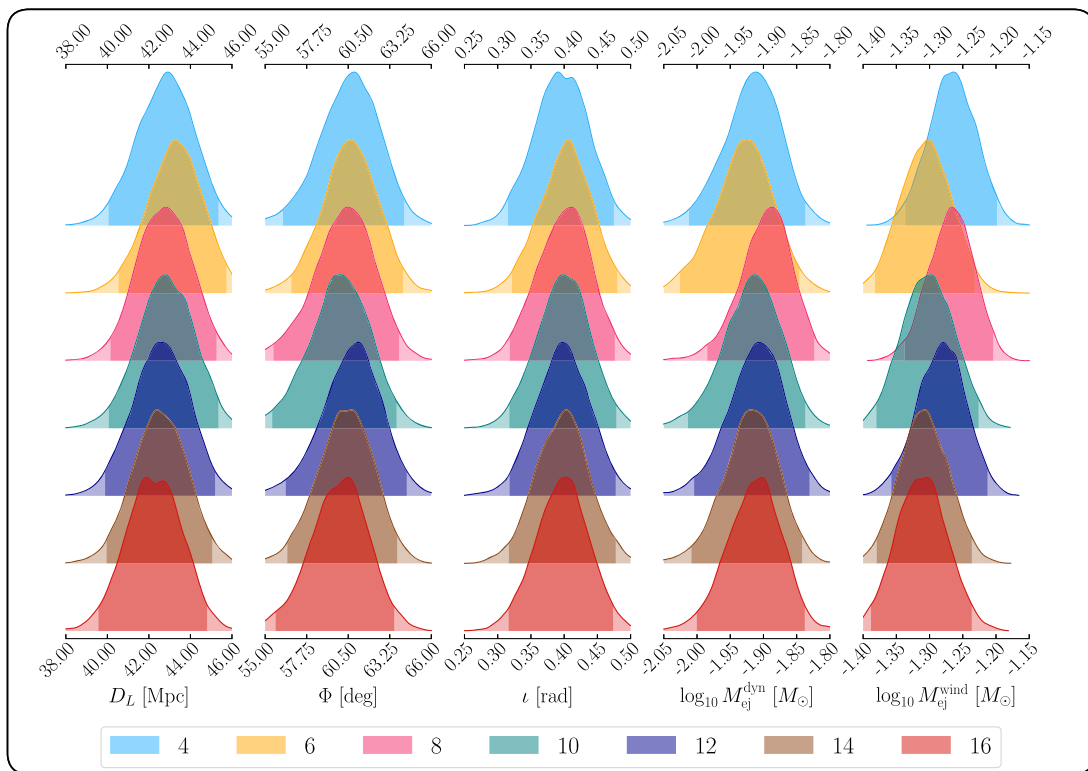 38.00 40.00 42.00 44.00 46.00 55.00 57.75 60.50 63.25 66.00 0.25 0.30 0.35 0.40 0.45 0.50 -2.05 -2.00 -1.95 -1.90 -1.85 -1.80 -1.40 -1.35 -1.30 -1.25 -1.20 -1.15
38.00 40.00 42.00 44.00 46.00 55.00 57.75 60.50 63.25 66.00 0.25 0.30 0.35 0.40 0.45 0.50 -2.05 -2.00 -1.95 -1.90 -1.85 -1.80 -1.40 -1.35 -1.30 -1.25 -1.20 -1.15
D_L [Mpc] Φ [deg] ι [rad] log₁₀ M_ej^dyn [M_⊙] log₁₀ M_ej^wind [M_⊙]
4 6 8 10 12 14 16